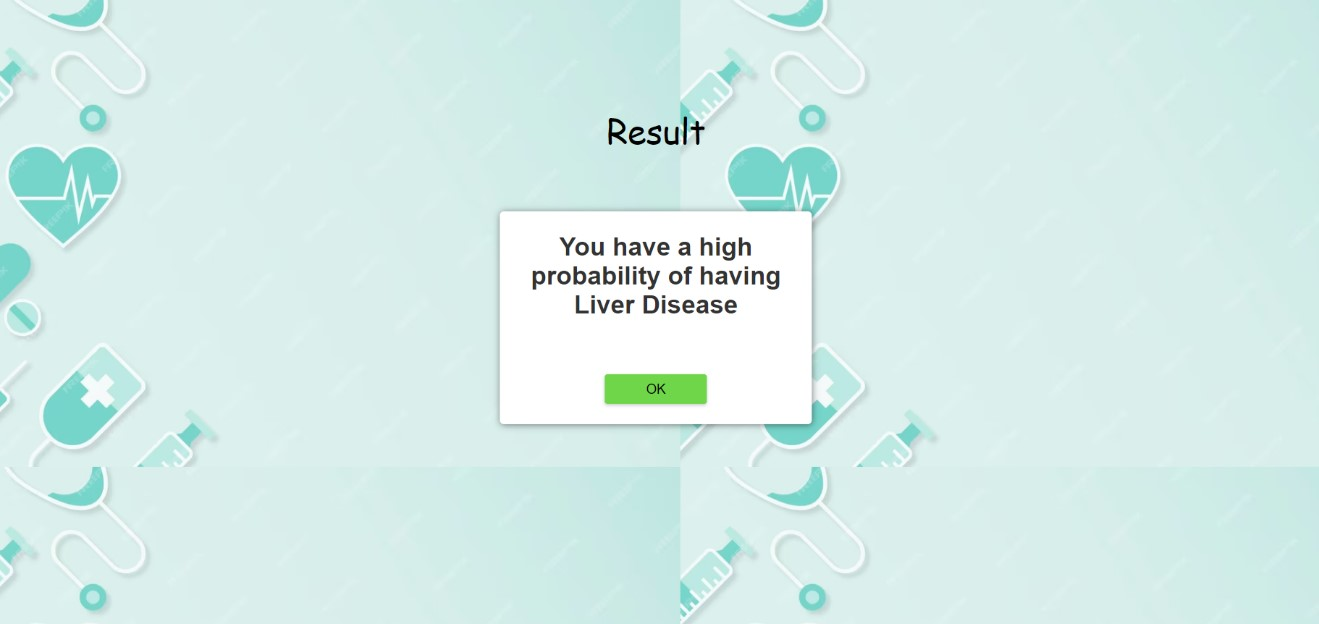 Result
You have a high
probability of having
Liver Disease
OK